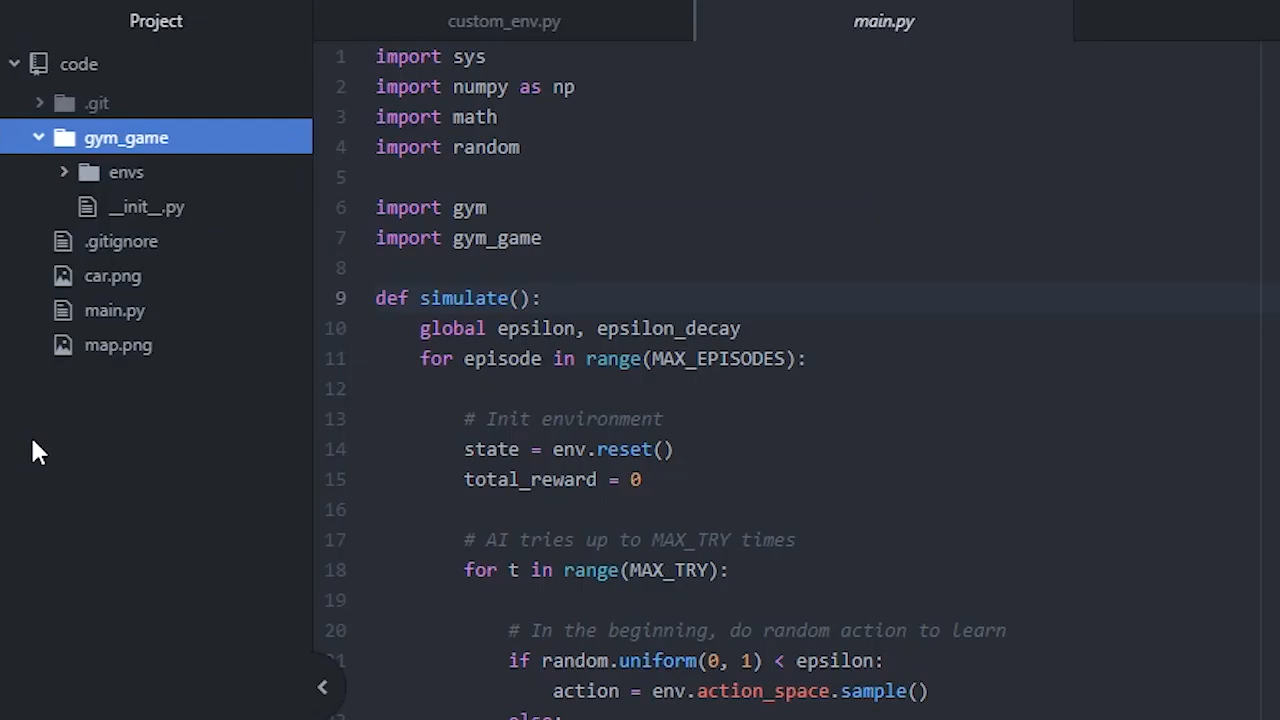 Project
code
.git
gym_game
envs
__init__.py
.gitignore
car.png
main.py
map.png
custom_env.py
main.py
1 import sys
2 import numpy as np
3 import math
4 import random
5
6 import gym
7 import gym_game
8
9 def simulate():
10 global epsilon, epsilon_decay
11 for episode in range(MAX_EPISODES):
12
13 # Init environment
14 state = env.reset()
15 total_reward = 0
16
17 # AI tries up to MAX_TRY times
18 for t in range(MAX_TRY):
19
20 # In the beginning, do random action to learn
if random.uniform(0, 1) < epsilon:
action = env.action_space.sample()
else: